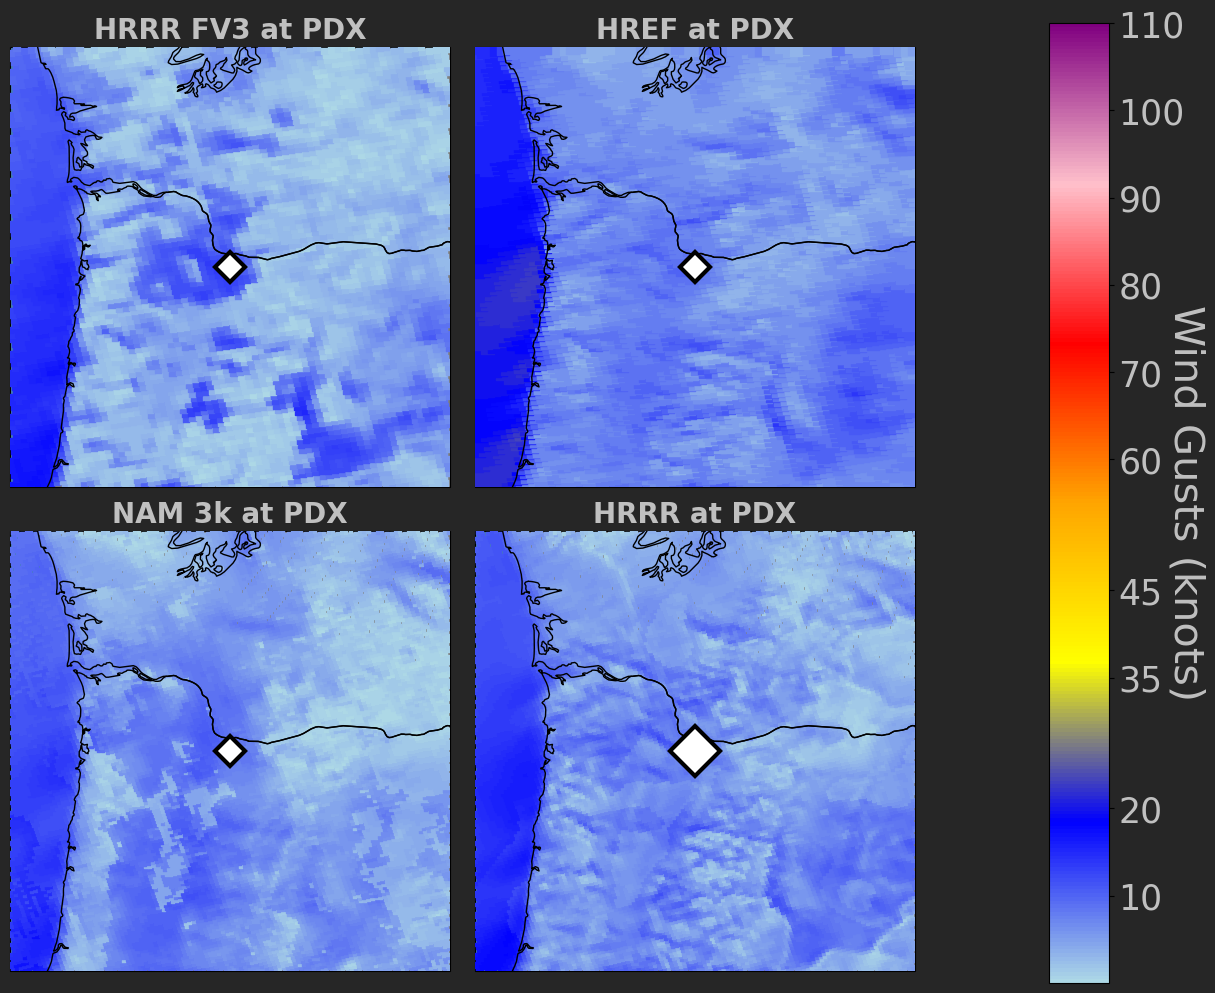 HRRR FV3 at PDX
HREF at PDX
NAM 3k at PDX
HRRR at PDX
110
100
90
80
70
60
45
35
20
10
Wind Gusts (knots)